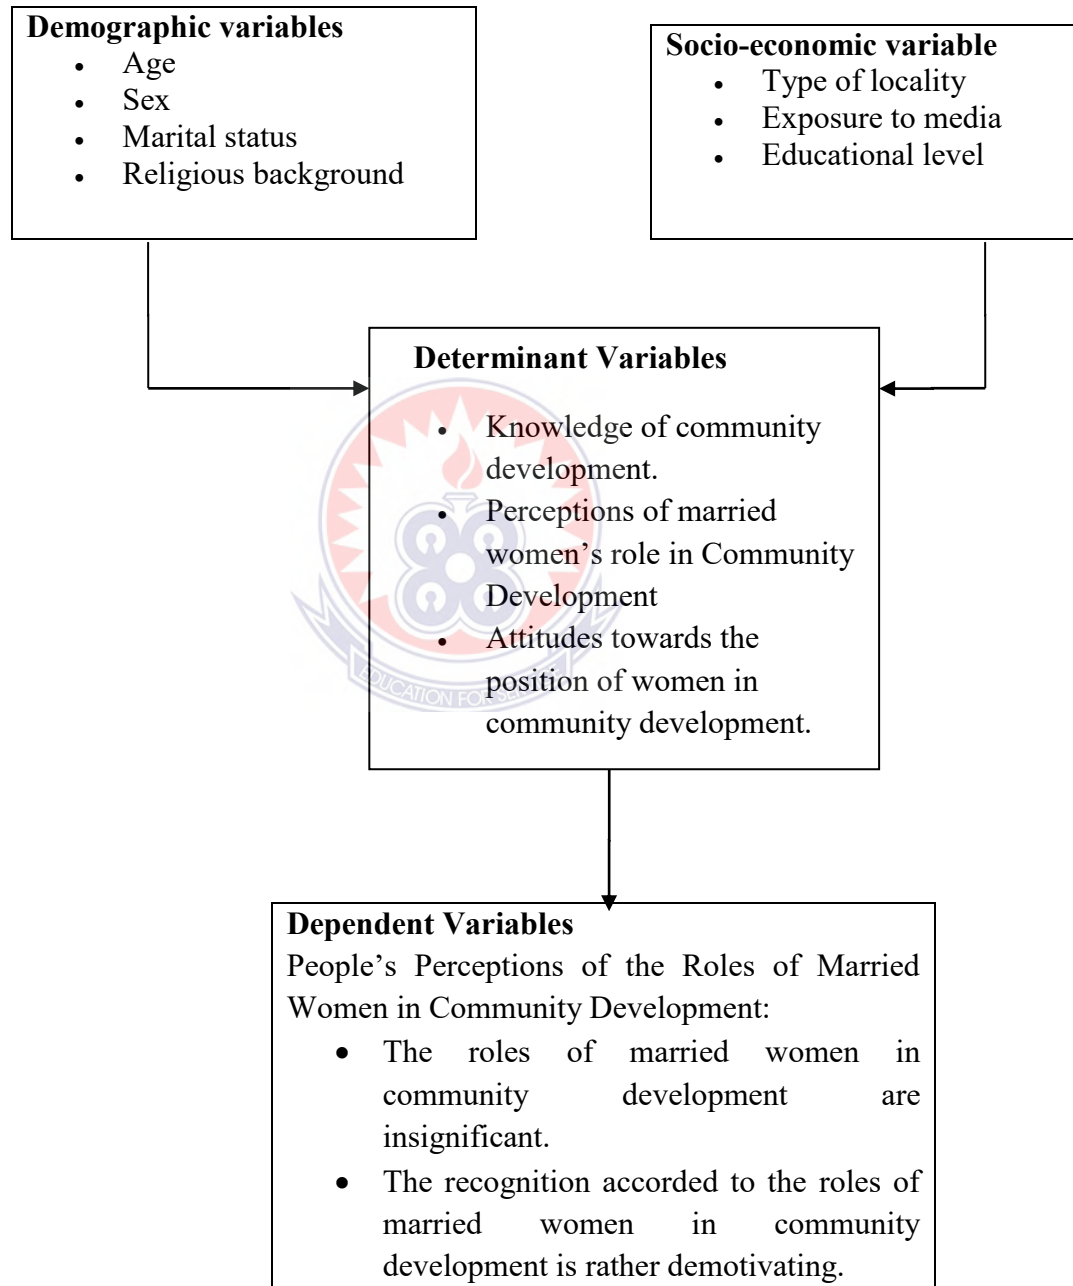 Demographic variables
• Age
• Sex
• Marital status
• Religious background
Socio-economic variable
• Type of locality
• Exposure to media
• Educational level
Determinant Variables
• Knowledge of community
development.
• Perceptions of married
women’s role in Community
Development
• Attitudes towards the
position of women in
community development.
EDUCATION FOR SERVICE
Dependent Variables
People’s Perceptions of the Roles of Married
Women in Community Development:
• The roles of married women in
community development are
insignificant.
• The recognition accorded to the roles of
married women in community
development is rather demotivating.